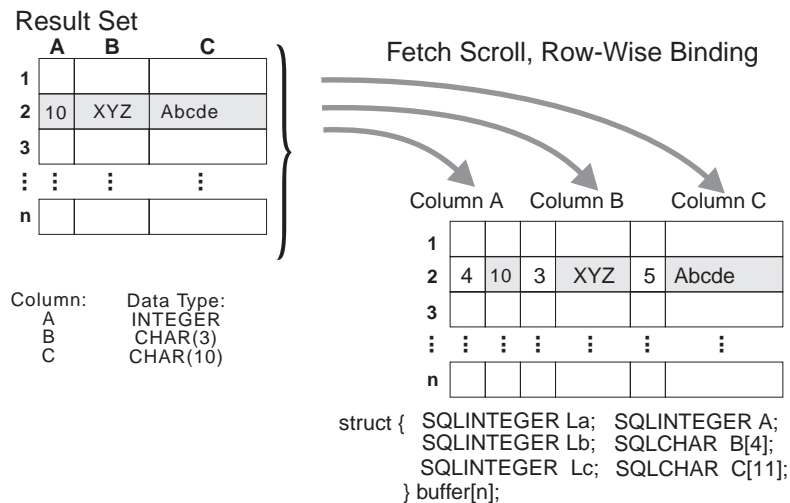 Result Set
A B C
1
2 10 XYZ Abcde
3
n
Column: Data Type:
A INTEGER
B CHAR(3)
C CHAR(10)
Fetch Scroll, Row-Wise Binding
Column A Column B Column C
1
2 4 10 3 XYZ 5 Abcde
3
n
struct { SQLINTEGER La; SQLINTEGER A;
SQLINTEGER Lb; SQLCHAR B[4];
SQLINTEGER Lc; SQLCHAR C[11];
} buffer[n];